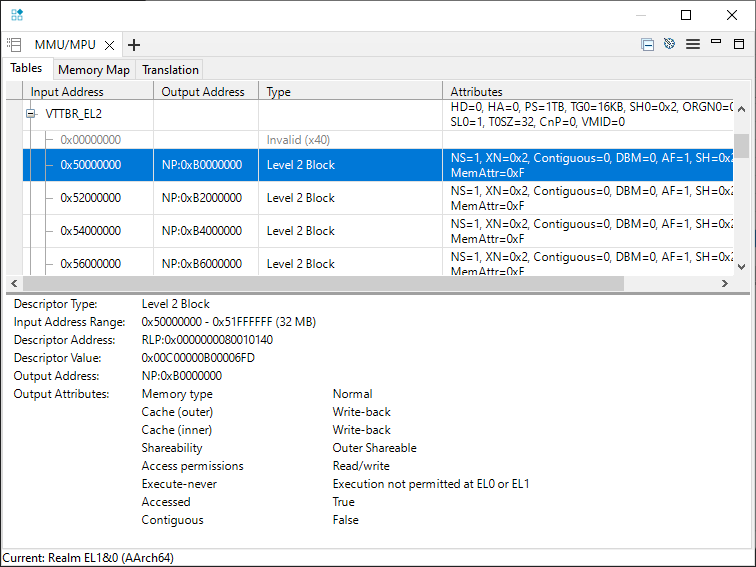 MMU/MPU
Tables Memory Map Translation
Input Address Output Address Type Attributes
VTTBR_EL2 HD=0, HA=0, PS=1TB, TG0=16KB, SH0=0x2, ORGN0=0
SL0=1, T0SZ=32, CnP=0, VMID=0
0x00000000 Invalid (x40)
0x50000000 NP:0xB0000000 Level 2 Block NS=1, XN=0x2, Contiguous=0, DBM=0, AF=1, SH=0x2
MemAttr=0xF
0x52000000 NP:0xB2000000 Level 2 Block NS=1, XN=0x2, Contiguous=0, DBM=0, AF=1, SH=0x2
MemAttr=0xF
0x54000000 NP:0xB4000000 Level 2 Block NS=1, XN=0x2, Contiguous=0, DBM=0, AF=1, SH=0x2
MemAttr=0xF
0x56000000 NP:0xB6000000 Level 2 Block NS=1, XN=0x2, Contiguous=0, DBM=0, AF=1, SH=0x2
MemAttr=0xF
Descriptor Type: Level 2 Block
Input Address Range: 0x50000000 - 0x51FFFFFF (32 MB)
Descriptor Address: RLP:0x0000000080010140
Descriptor Value: 0x00C00000B00006FD
Output Address: NP:0xB0000000
Output Attributes: Memory type Normal
Cache (outer) Write-back
Cache (inner) Write-back
Shareability Outer Shareable
Access permissions Read/write
Execute-never Execution not permitted at EL0 or EL1
Accessed True
Contiguous False
Current: Realm EL1&0 (AArch64)